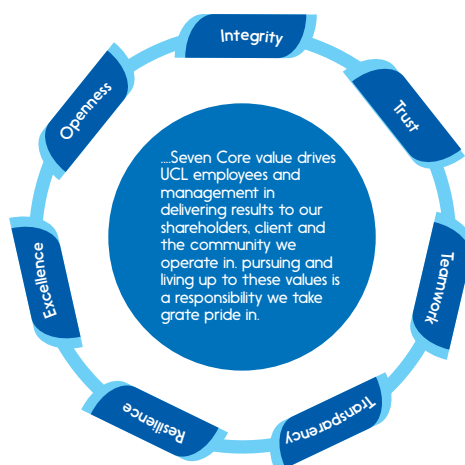 Integrity
Trust
Teamwork
Transparency
Resilience
Excellence
Openness
....Seven Core value drives
UCL employees and
management in
delivering results to our
shareholders, client and
the community we
operate in. pursuing and
living up to these values is
a responsibility we take
grate pride in.